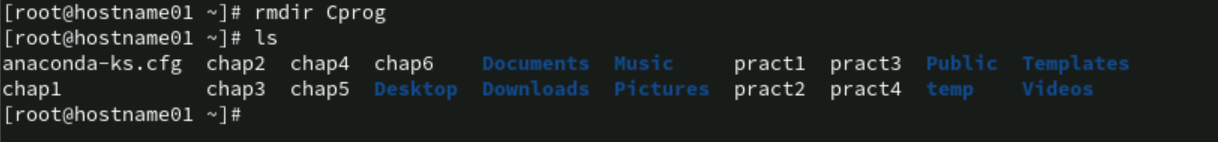 [root@hostname01 ~]# rmdir Cprog
[root@hostname01 ~]# ls
anaconda-ks.cfg  chap2  chap4  chap6    Documents  Music     pract1  pract3  Public  Templates
chap1            chap3  chap5  Desktop  Downloads  Pictures  pract2  pract4  temp    Videos
[root@hostname01 ~]#